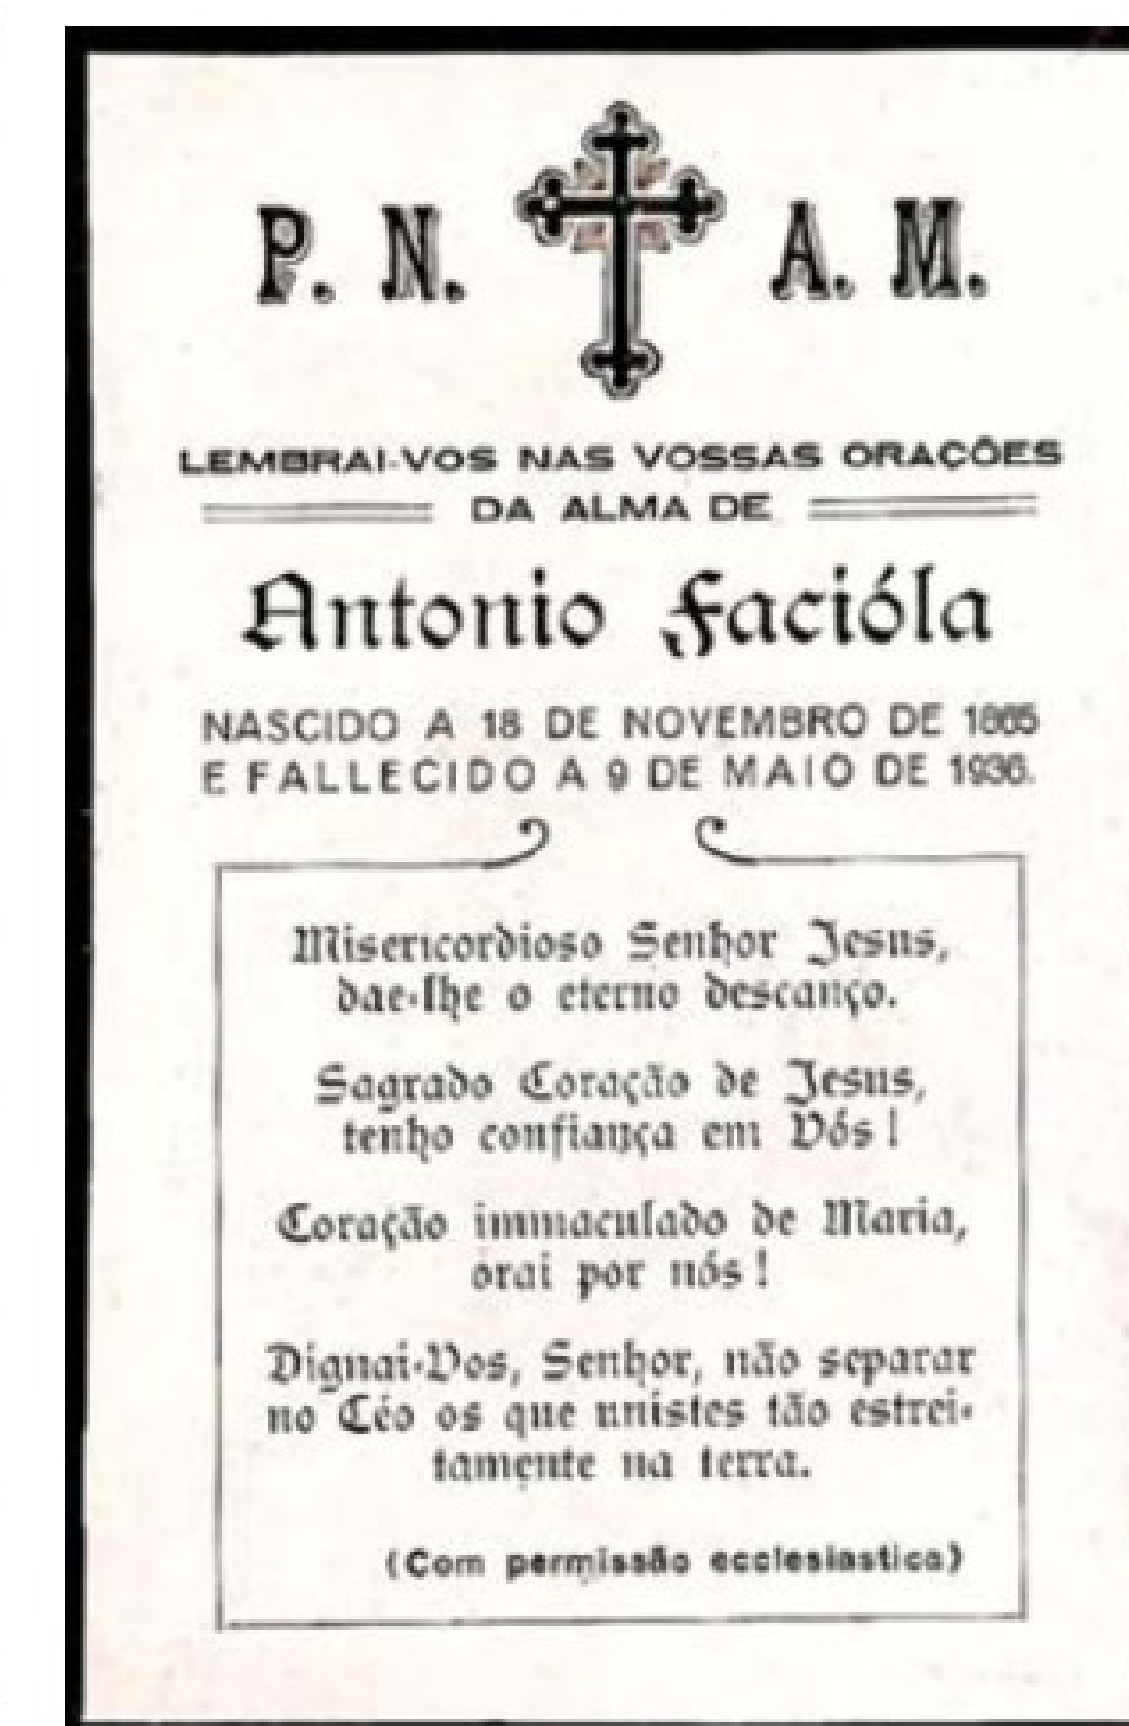 P. N. A. M.
LEMBRAI-VOS NAS VOSSAS ORAÇÕES
DA ALMA DE
Antonio Facióla
NASCIDO A 18 DE NOVEMBRO DE 1865
E FALLECIDO A 9 DE MAIO DE 1936.
Misericordioso Senhor Jesus,
dae-lhe o eterno descanço.
Sagrado Coração de Jesus,
tenho confiança em Vós!
Coração immaculado de Maria,
orai por nós!
Dignai-Vos, Senhor, não separar
no Céo os que unistes tão estrei-
tamente na terra.
(Com permissão ecclesiastica)